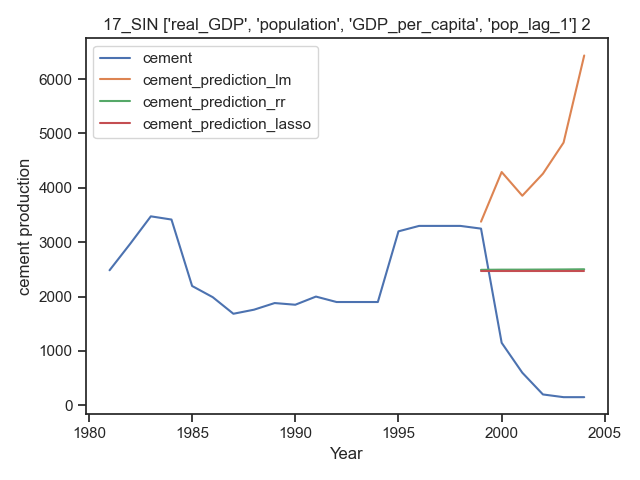 17_SIN ['real_GDP', 'population', 'GDP_per_capita', 'pop_lag_1'] 2
cement
cement_prediction_lm
cement_prediction_rr
cement_prediction_lasso
cement production
6000
5000
4000
3000
2000
1000
0
1980
1985
1990
1995
2000
2005
Year